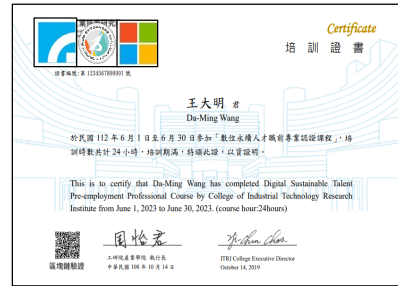 Certificate
培 訓 證 書
證書編號:第 1234567800001 號
王大明 君
Da-Ming Wang
於民國 112 年 6 月 1 日至 6 月 30 日參加「數位永續人才職前專業認證課程」,培
訓時數共計 24 小時,培訓期滿,特頒此證,以資證明。
This is to certify that Da-Ming Wang has completed Digital Sustainable Talent
Pre-employment Professional Course by College of Industrial Technology Research
Institute from June 1, 2023 to June 30, 2023. (course hour:24hours)
周怡君
區塊鏈驗證
工研院產業學院 執行長
中華民國 108 年 10 月 14 日
ITRI College Executive Director
October 14, 2019